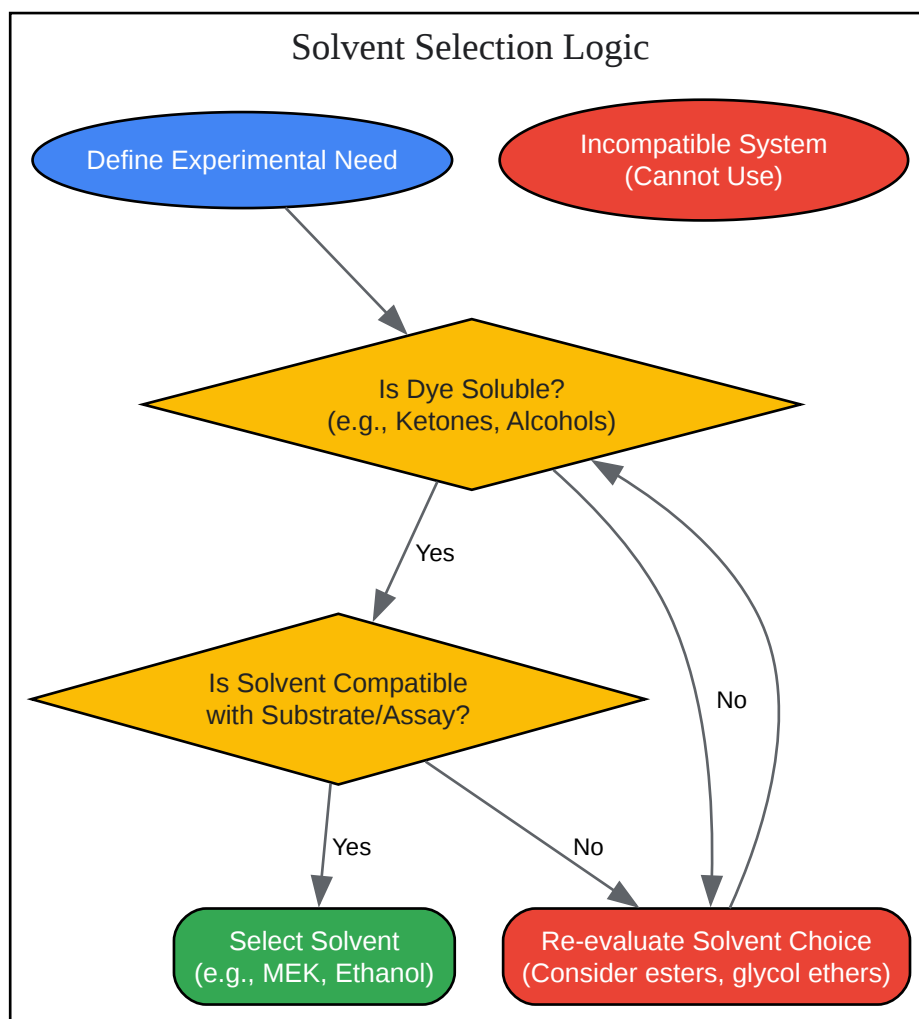 Solvent Selection Logic
Define Experimental Need
Incompatible System
(Cannot Use)
Is Dye Soluble?
(e.g., Ketones, Alcohols)
Yes
Is Solvent Compatible
with Substrate/Assay?
No
Yes
No
Select Solvent
(e.g., MEK, Ethanol)
Re-evaluate Solvent Choice
(Consider esters, glycol ethers)